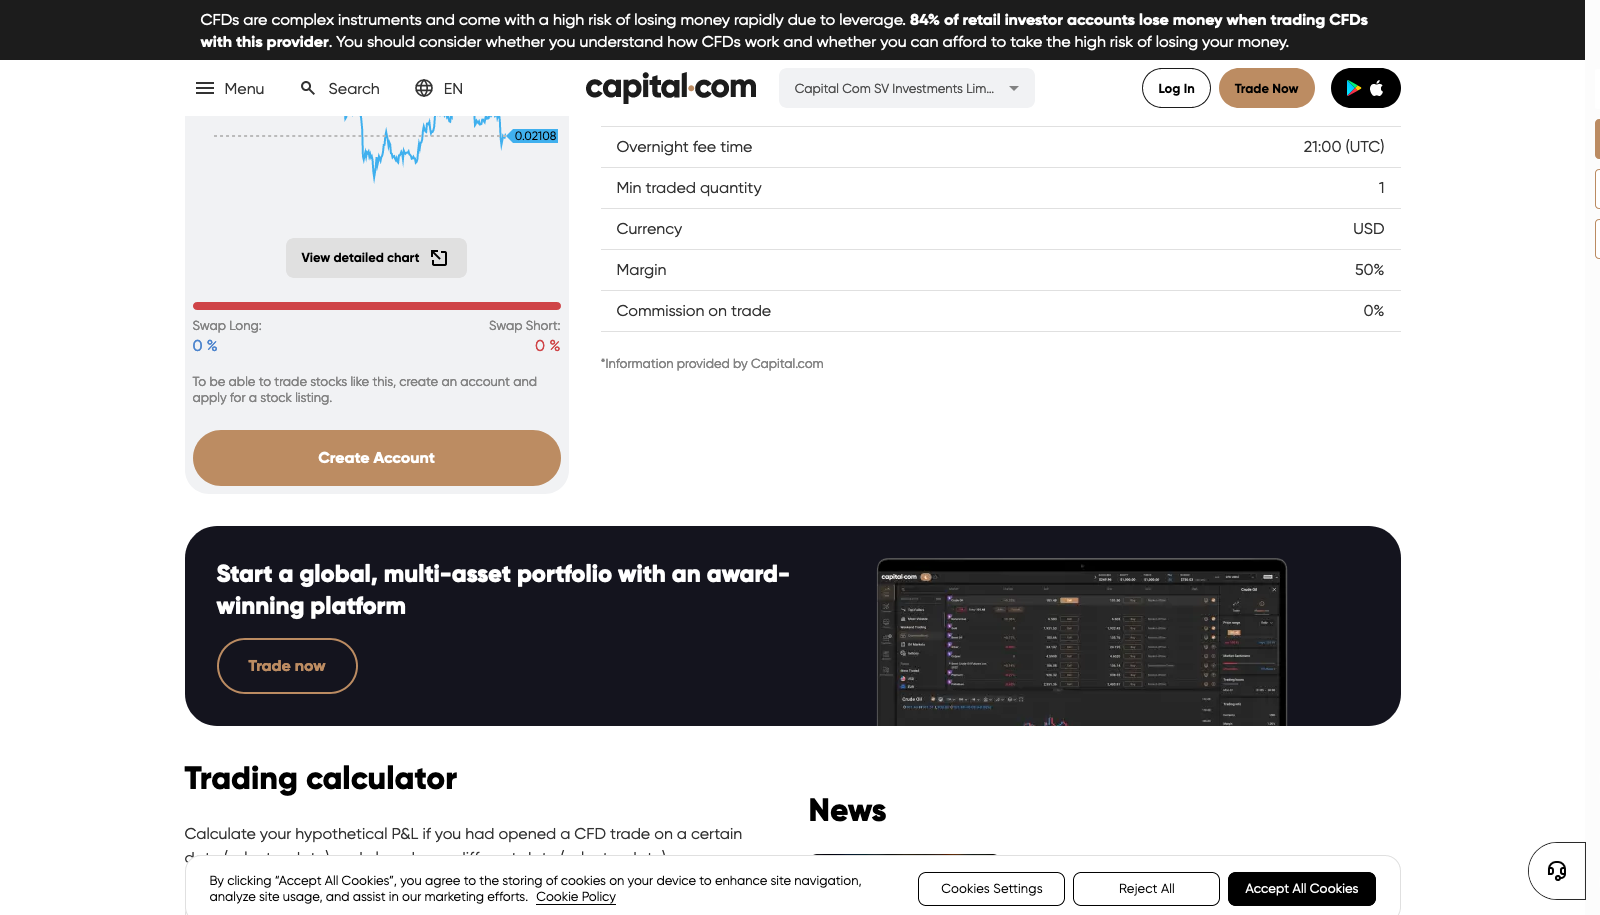 CFDs are complex instruments and come with a high risk of losing money rapidly due to leverage. 84% of retail investor accounts lose money when trading CFDs
with this provider. You should consider whether you understand how CFDs work and whether you can afford to take the high risk of losing your money.
Menu
Search
EN
capital.com
Capital Com SV Investments Lim...
Log In
Trade Now
0.02108
View detailed chart
Swap Long:
Swap Short:
0 %
0 %
To be able to trade stocks like this, create an account and
apply for a stock listing.
Create Account
Overnight fee time 21:00 (UTC)
Min traded quantity 1
Currency USD
Margin 50%
Commission on trade 0%
*Information provided by Capital.com
Start a global, multi-asset portfolio with an award-
winning platform
Trade now
capital.com
Crude Oil
Crude Oil
Trading calculator
Calculate your hypothetical P&L if you had opened a CFD trade on a certain
News
By clicking “Accept All Cookies”, you agree to the storing of cookies on your device to enhance site navigation,
analyze site usage, and assist in our marketing efforts. Cookie Policy
Cookies Settings
Reject All
Accept All Cookies